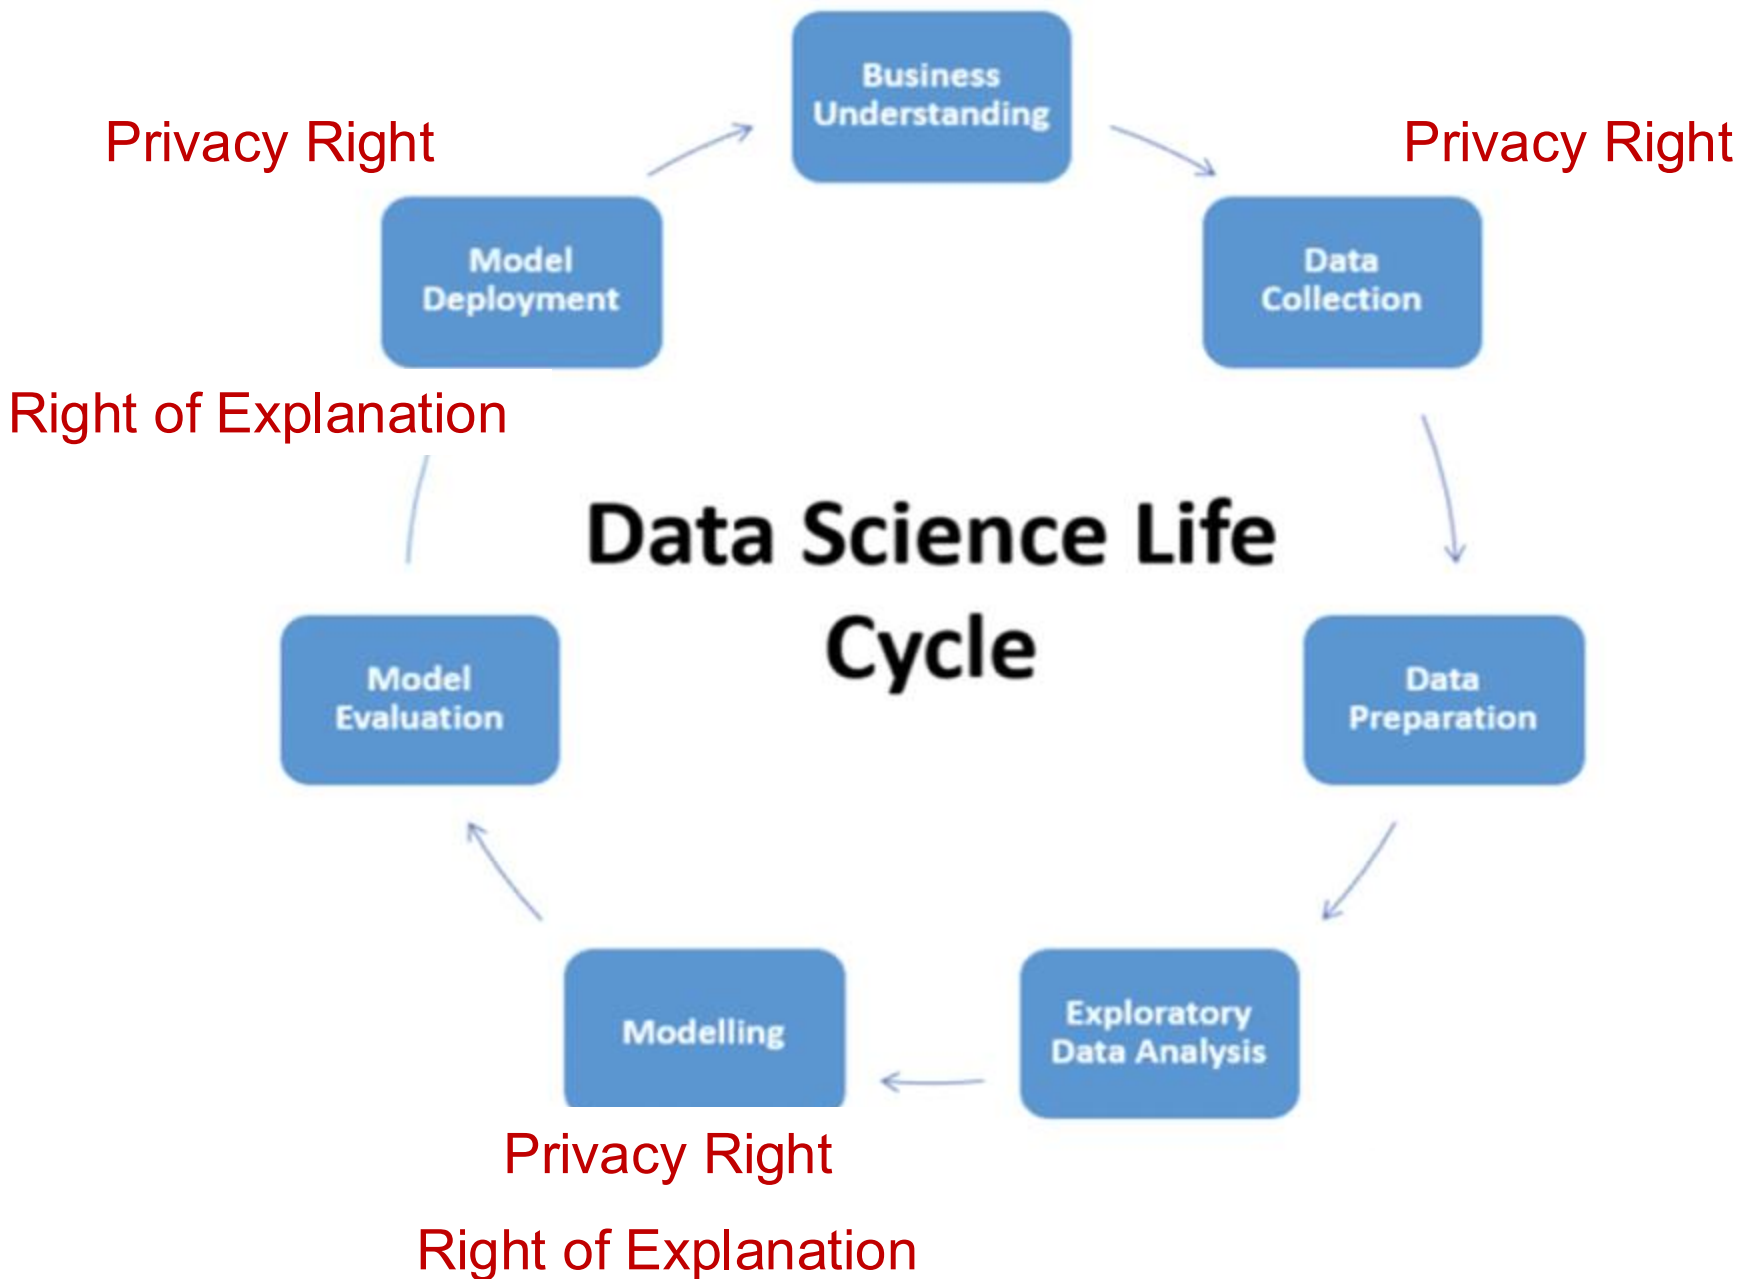 Business
Understanding
Privacy Right
Privacy Right
Model
Deployment
Data
Collection
Right of Explanation
Data Science Life
Cycle
Model
Evaluation
Data
Preparation
Modelling
Exploratory
Data Analysis
Privacy Right
Right of Explanation